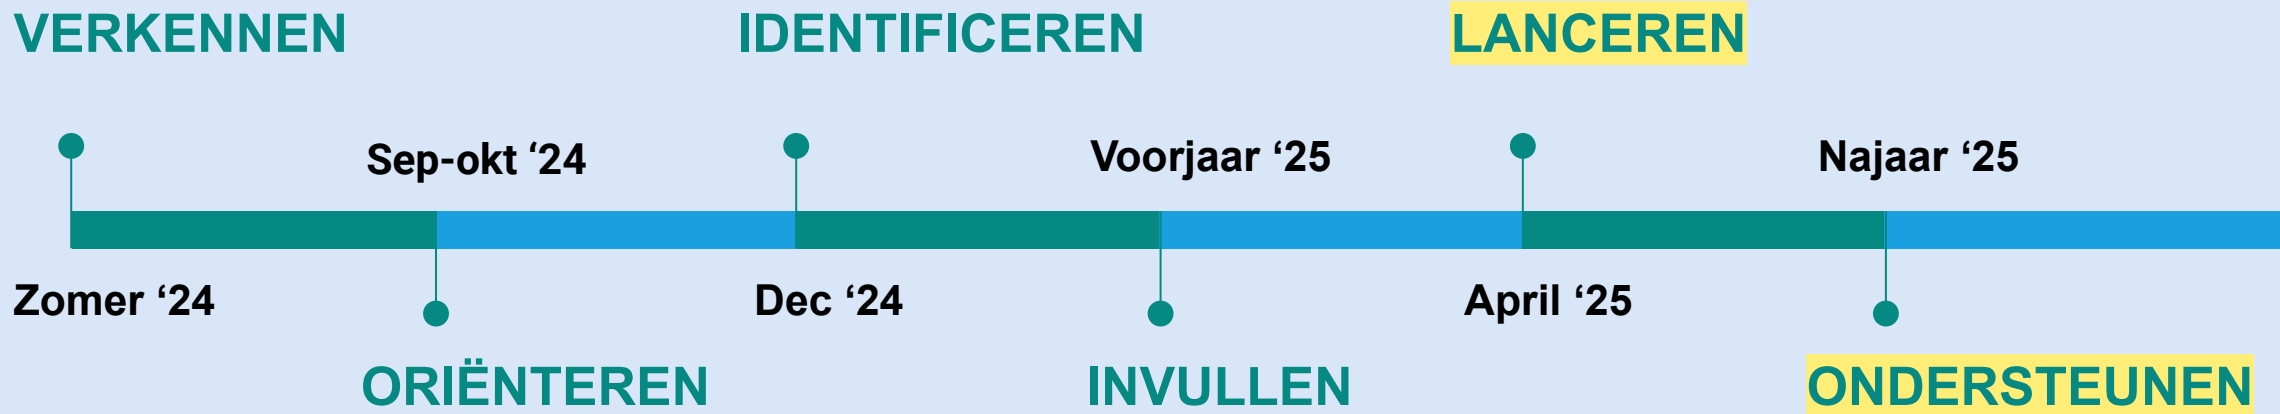 VERKENNEN IDENTIFICEREN LANCEREN
Sep-okt ‘24 Voorjaar ‘25 Najaar ‘25
Zomer ‘24 Dec ‘24 April ‘25
ORIËNTEREN INVULLEN ONDERSTEUNEN